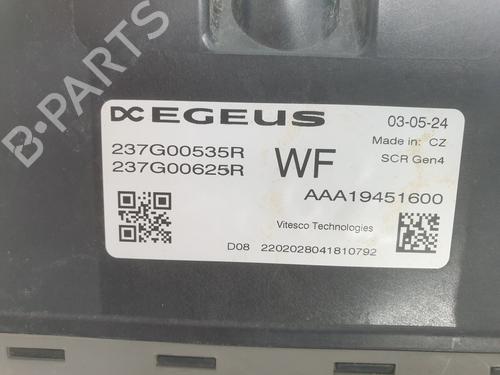 B-PARTS
EGEUS
03-05-24
Made in: CZ
SCR Gen4
237G00535R
237G00625R
WF
AAA19451600
Vitesco Technologies
D08 2202028041810792